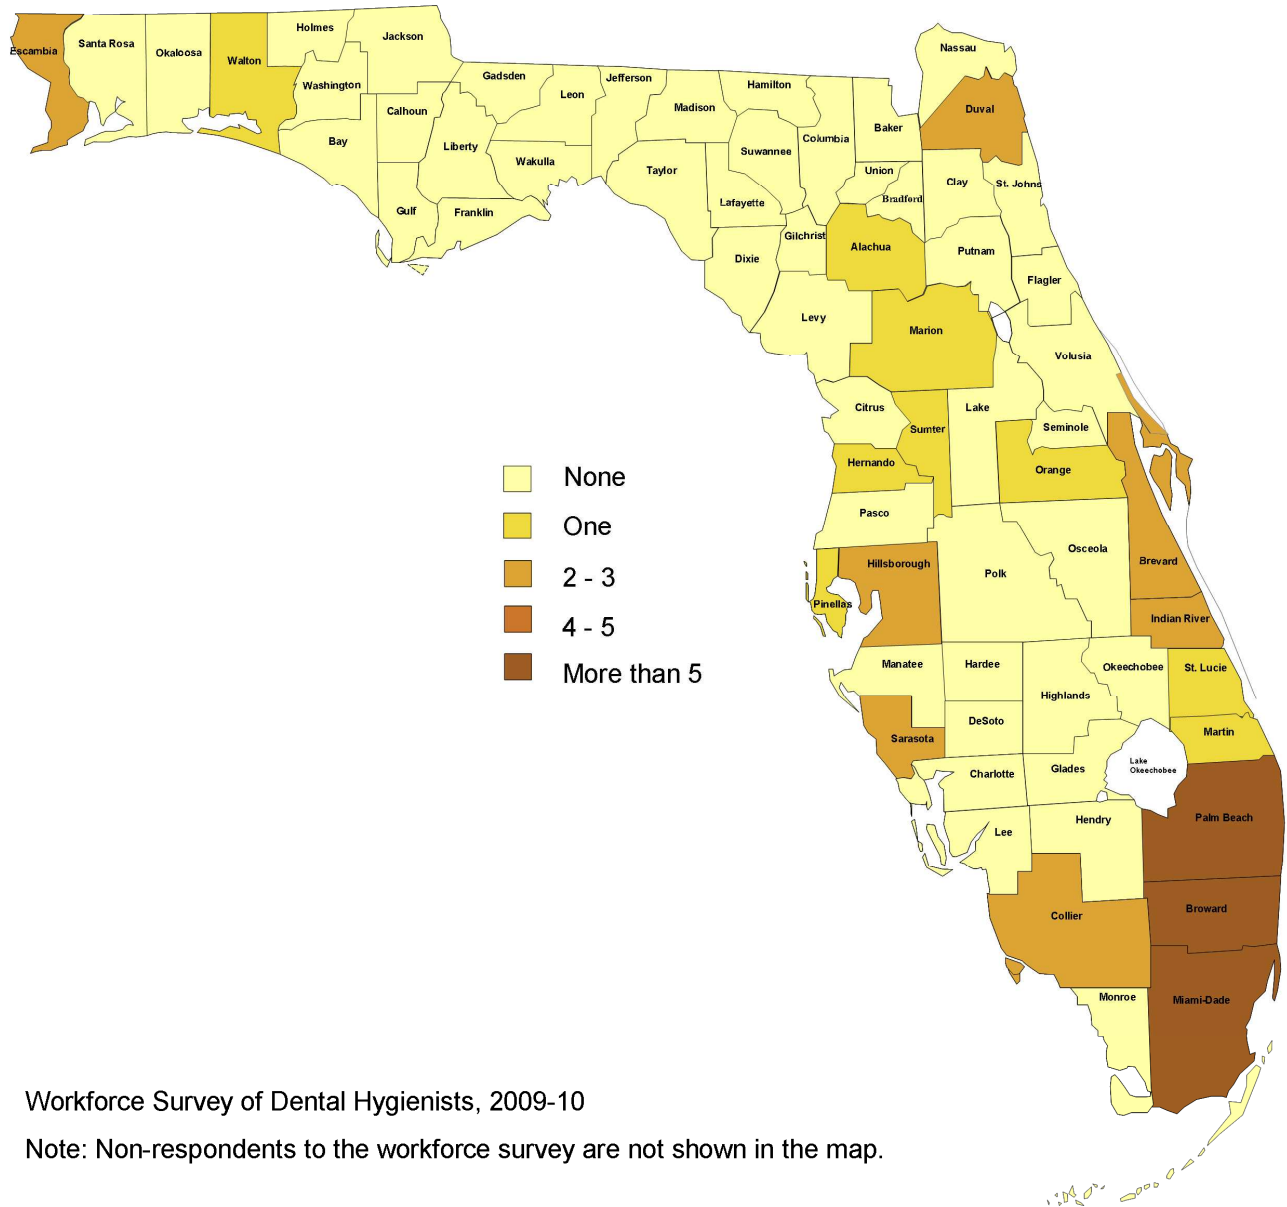 Escambia
Santa Rosa
Okaloosa
Walton
Holmes
Jackson
Washington
Bay
Calhoun
Gulf
Liberty
Franklin
Gadsden
Leon
Wakulla
Jefferson
Madison
Taylor
Hamilton
Suwannee
Lafayette
Dixie
Columbia
Gilchrist
Baker
Union
Bradford
Alachua
Levy
Nassau
Duval
Clay
St. Johns
Putnam
Flagler
Marion
Volusia
Citrus
Sumter
Lake
Seminole
Hernando
Orange
Pasco
Osceola
Hillsborough
Polk
Brevard
Pinellas
Indian River
Manatee
Hardee
Highlands
Okeechobee
St. Lucie
DeSoto
Sarasota
Martin
Charlotte
Glades
Lake
Okeechobee
Lee
Hendry
Palm Beach
Collier
Broward
Monroe
Miami-Dade
None
One
2 - 3
4 - 5
More than 5
Workforce Survey of Dental Hygienists, 2009-10
Note: Non-respondents to the workforce survey are not shown in the map.